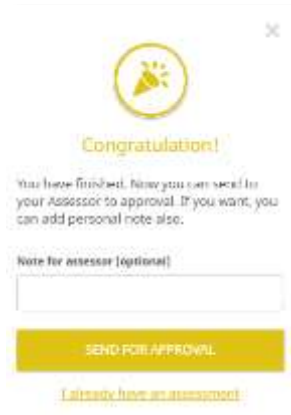 Congratulation!
You have finished. Now you can send to
your Assessor to approval. If you want, you
can add personal note also.
Note for assessor (optional)
SEND FOR APPROVAL
I already have an assessment